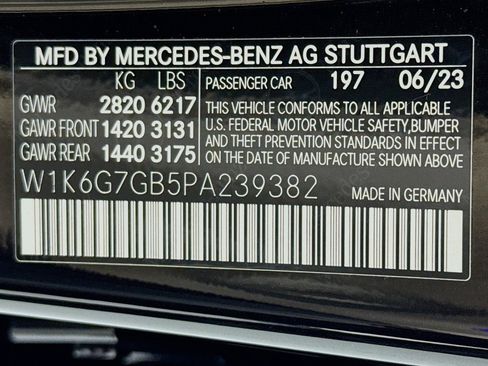 MFD BY MERCEDES-BENZ AG STUTTGART
KG LBS PASSENGER CAR 197 06/23
GVWR 2820 6217
GAWR FRONT 1420 3131
GAWR REAR 1440 3175
THIS VEHICLE CONFORMS TO ALL APPLICABLE
U.S. FEDERAL MOTOR VEHICLE SAFETY, BUMPER
AND THEFT PREVENTION STANDARDS IN EFFECT
ON THE DATE OF MANUFACTURE SHOWN ABOVE.
W1K6G7GB5PA239382 MADE IN GERMANY